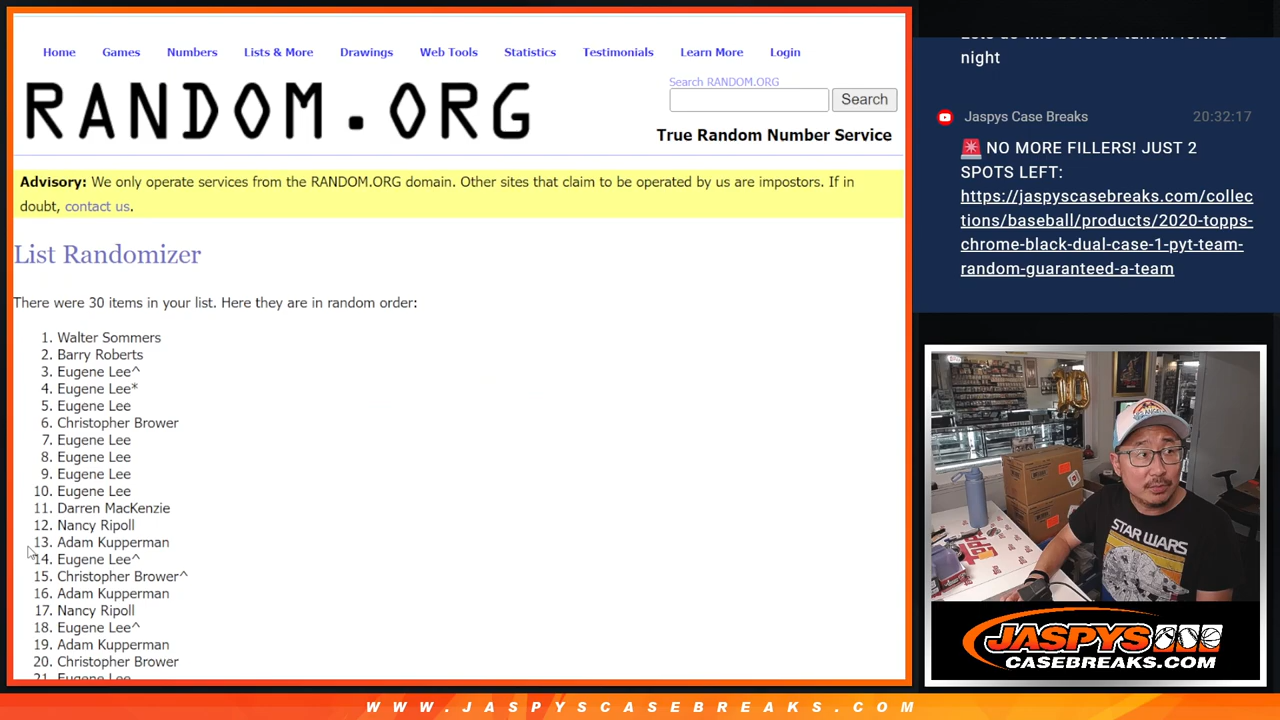 Home Games Numbers Lists & More Drawings Web Tools Statistics Testimonials Learn More Login
RANDOM.ORG
Search RANDOM.ORG
Search
True Random Number Service
Advisory: We only operate services from the RANDOM.ORG domain. Other sites that claim to be operated by us are impostors. If in
doubt, contact us.
List Randomizer
There were 30 items in your list. Here they are in random order:
1. Walter Sommers
2. Barry Roberts
3. Eugene Lee^
4. Eugene Lee*
5. Eugene Lee
6. Christopher Brower
7. Eugene Lee
8. Eugene Lee
9. Eugene Lee
10. Eugene Lee
11. Darren MacKenzie
12. Nancy Ripoll
13. Adam Kupperman
14. Eugene Lee^
15. Christopher Brower^
16. Adam Kupperman
17. Nancy Ripoll
18. Eugene Lee^
19. Adam Kupperman
20. Christopher Brower
21. Eugene Lee
night
Jaspys Case Breaks 20:32:17
NO MORE FILLERS! JUST 2
SPOTS LEFT:
https://jaspyscasebreaks.com/collec
tions/baseball/products/2020-topps-
chrome-black-dual-case-1-pyt-team-
random-guaranteed-a-team
10
STAR WARS
JASPYS
CASEBREAKS.COM
WWW.JASPYSCASEBREAKS.COM